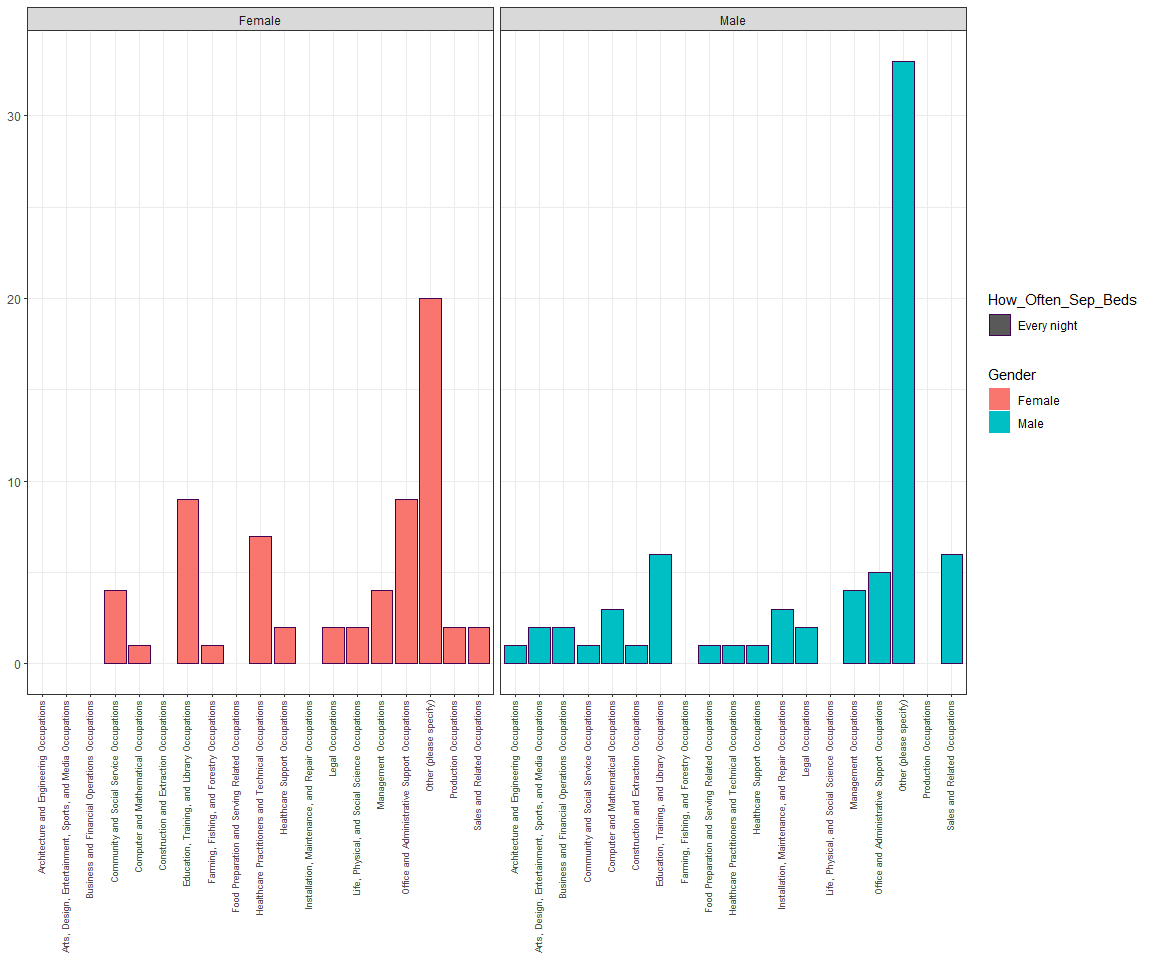 Female
Male
30
20
10
0
How_Often_Sep_Beds
Every night
Gender
Female
Male
Architecture and Engineering Occupations
Arts, Design, Entertainment, Sports, and Media Occupations
Business and Financial Operations Occupations
Community and Social Service Occupations
Computer and Mathematical Occupations
Construction and Extraction Occupations
Education, Training, and Library Occupations
Farming, Fishing, and Forestry Occupations
Food Preparation and Serving Related Occupations
Healthcare Practitioners and Technical Occupations
Healthcare Support Occupations
Installation, Maintenance, and Repair Occupations
Legal Occupations
Life, Physical, and Social Science Occupations
Management Occupations
Office and Administrative Support Occupations
Other (please specify)
Production Occupations
Sales and Related Occupations
Architecture and Engineering Occupations
Arts, Design, Entertainment, Sports, and Media Occupations
Business and Financial Operations Occupations
Community and Social Service Occupations
Computer and Mathematical Occupations
Construction and Extraction Occupations
Education, Training, and Library Occupations
Farming, Fishing, and Forestry Occupations
Food Preparation and Serving Related Occupations
Healthcare Practitioners and Technical Occupations
Healthcare Support Occupations
Installation, Maintenance, and Repair Occupations
Legal Occupations
Life, Physical, and Social Science Occupations
Management Occupations
Office and Administrative Support Occupations
Other (please specify)
Production Occupations
Sales and Related Occupations